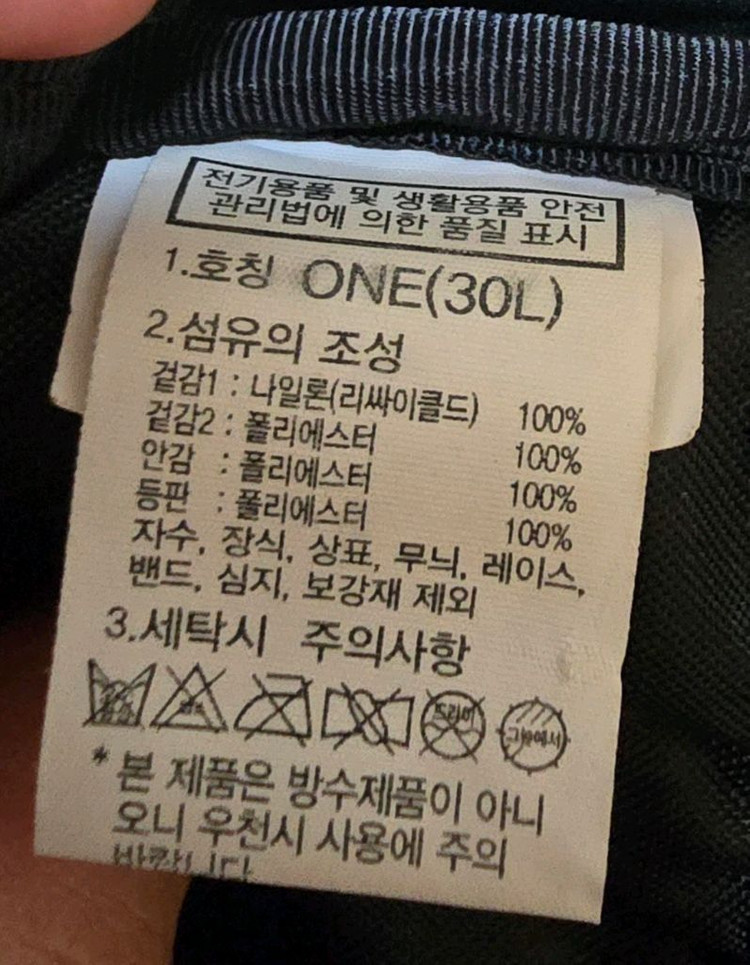 전기용품 및 생활용품 안전
관리법에 의한 품질 표시
1.호칭 ONE(30L)
2.섬유의 조성
겉감1 : 나일론(리싸이클드) 100%
겉감2 : 폴리에스터 100%
안감 : 폴리에스터 100%
등판 : 폴리에스터 100%
자수, 장식, 상표, 무늬, 레이스,
밴드, 심지, 보강재 제외
3.세탁시 주의사항
드라이 그늘에서
* 본 제품은 방수제품이 아니
오니 우천시 사용에 주의
바랍니다